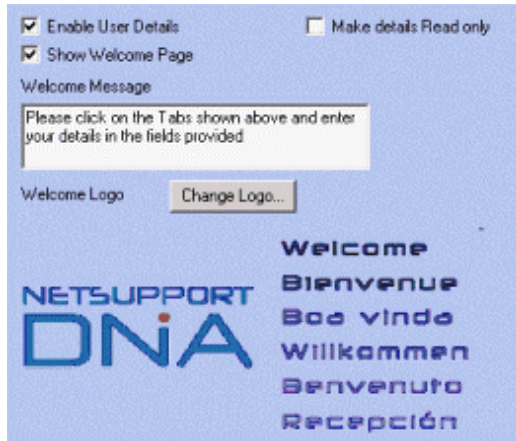 Enable User Details
Make details Read only
Show Welcome Page
Welcome Message
Please click on the Tabs shown above and enter
your details in the fields provided
Welcome Logo
Change Logo...
NETSUPPORT
DNA
Welcome
Bienvenue
Boa vinda
Willkommen
Benvenuto
Recepción